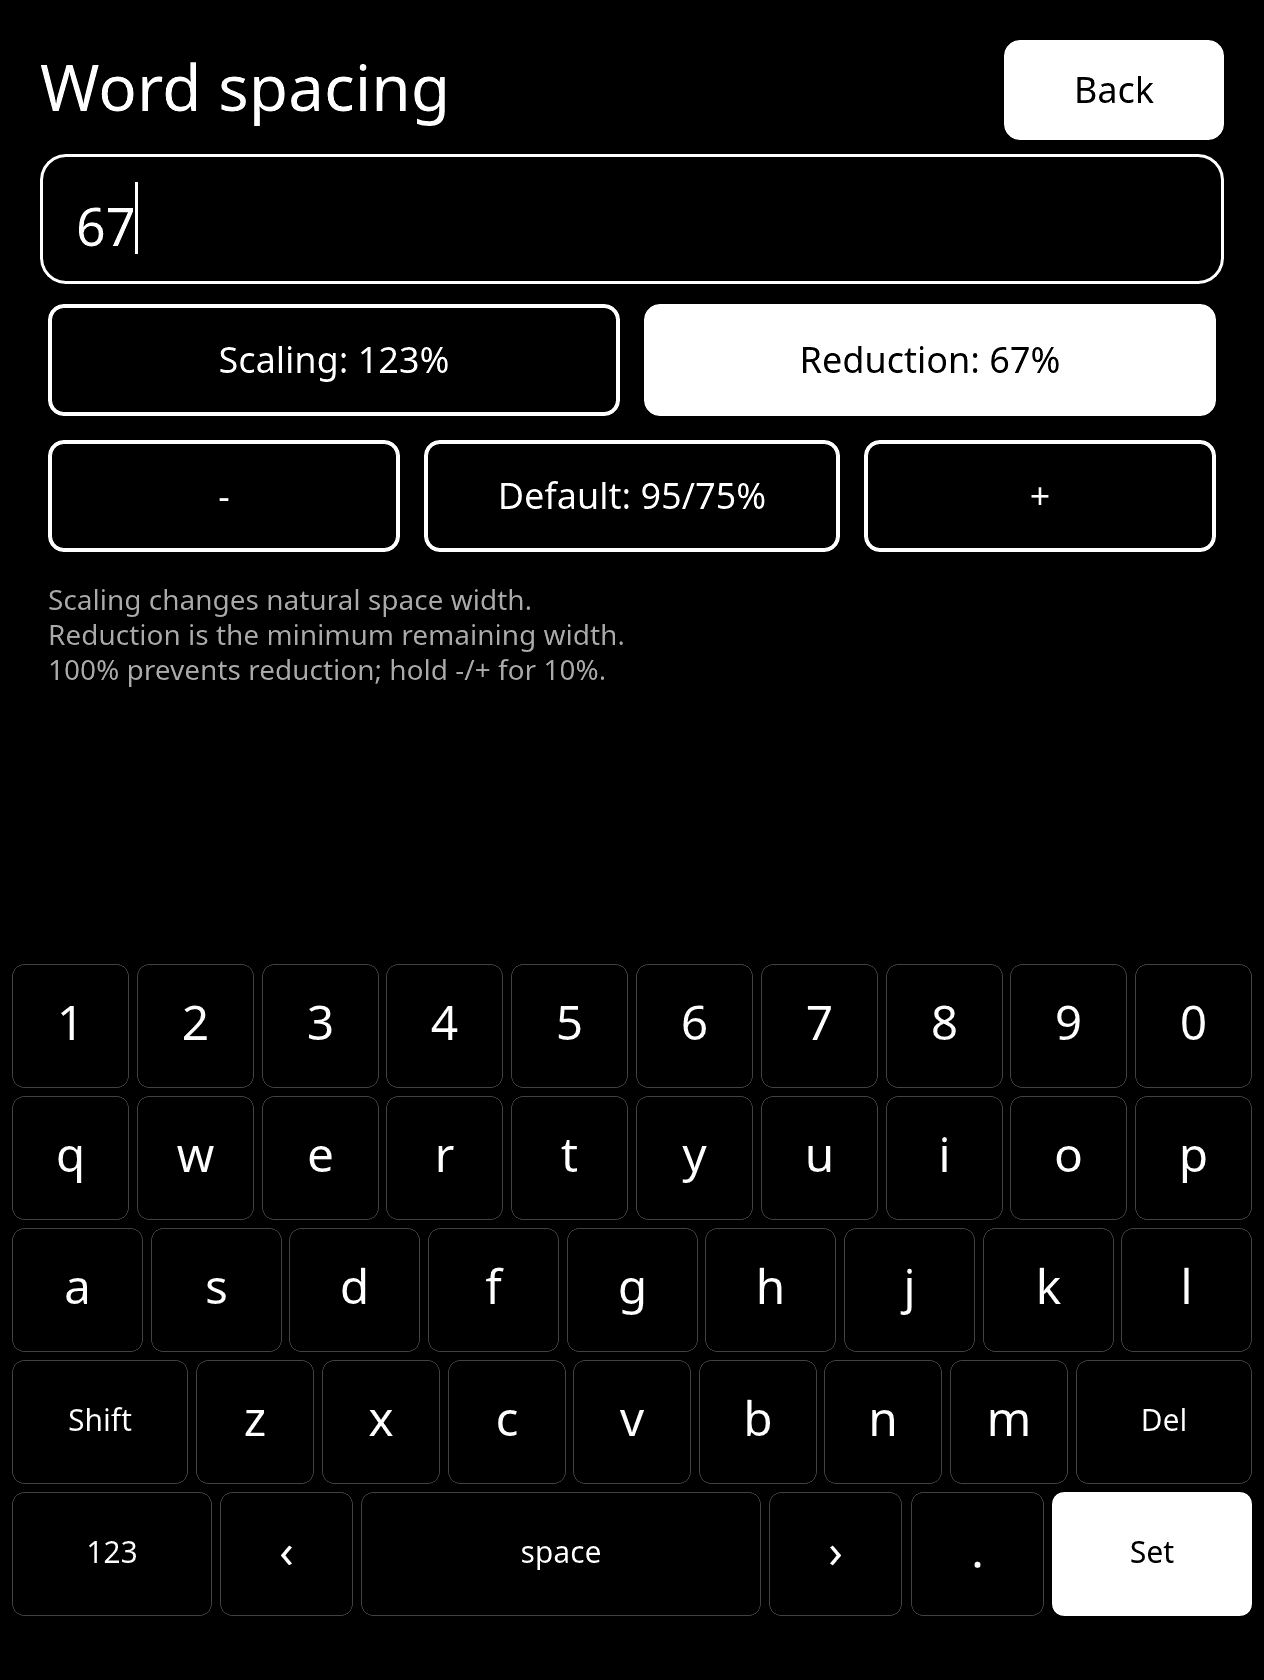 Word spacing
Back
67
Scaling: 123%
Reduction: 67%
-
Default: 95/75%
+
Scaling changes natural space width.
Reduction is the minimum remaining width.
100% prevents reduction; hold -/+ for 10%.
1 2 3 4 5 6 7 8 9 0
q w e r t y u i o p
a s d f g h j k l
Shift z x c v b n m Del
123 ‹ space › . Set